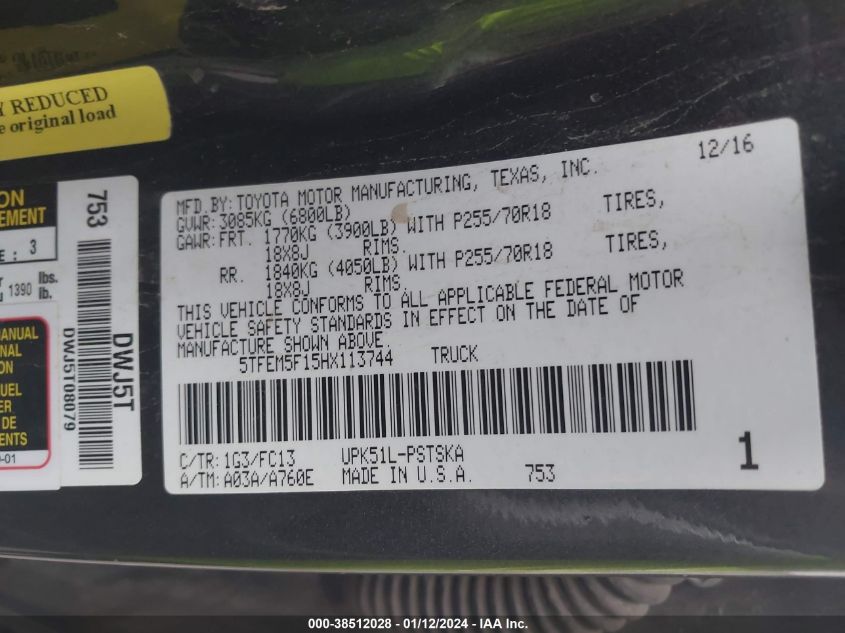 Y REDUCED
e original load
ON
EMENT
753
E : 3
1390 lbs.
lb.
DWJ5T
DWJ5T08079
MANUAL
NAL
ON
UEL
ER
DE
ENTS
-01
12/16
MFD.BY:TOYOTA MOTOR MANUFACTURING, TEXAS, INC.
GVWR:3085KG (6800LB)
GAWR:FRT. 1770KG (3900LB) WITH P255/70R18 TIRES,
18X8J RIMS.
RR. 1840KG (4050LB) WITH P255/70R18 TIRES,
18X8J RIMS.
THIS VEHICLE CONFORMS TO ALL APPLICABLE FEDERAL MOTOR
VEHICLE SAFETY STANDARDS IN EFFECT ON THE DATE OF
MANUFACTURE SHOWN ABOVE.
5TFEM5F15HX113744 TRUCK
C/TR:1G3/FC13 UPK51L-PSTSKA
A/TM:A03A/A760E MADE IN U.S.A. 753
1
000-38512028 - 01/12/2024 - IAA Inc.